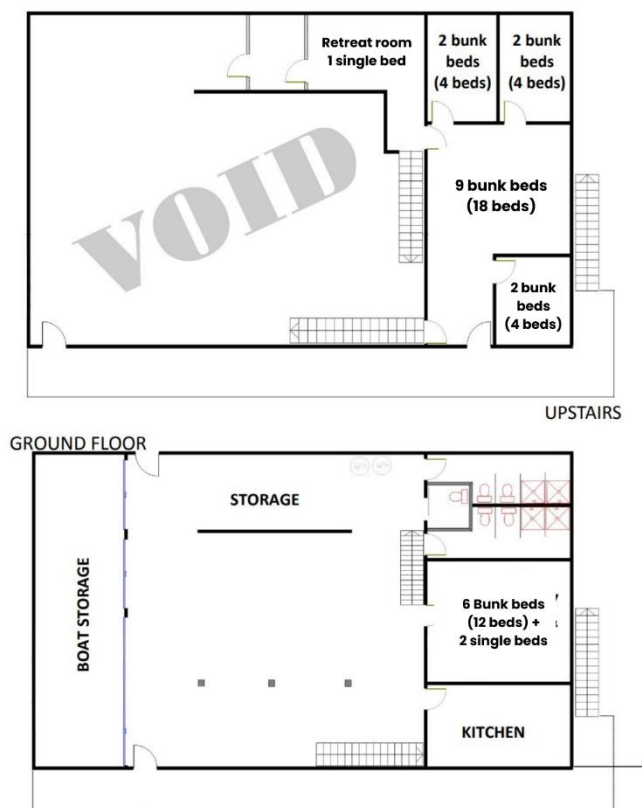 Retreat room
1 single bed
2 bunk
beds
(4 beds)
2 bunk
beds
(4 beds)
VOID
9 bunk beds
(18 beds)
2 bunk
beds
(4 beds)
UPSTAIRS
GROUND FLOOR
STORAGE
BOAT STORAGE
6 Bunk beds
(12 beds) +
2 single beds
KITCHEN